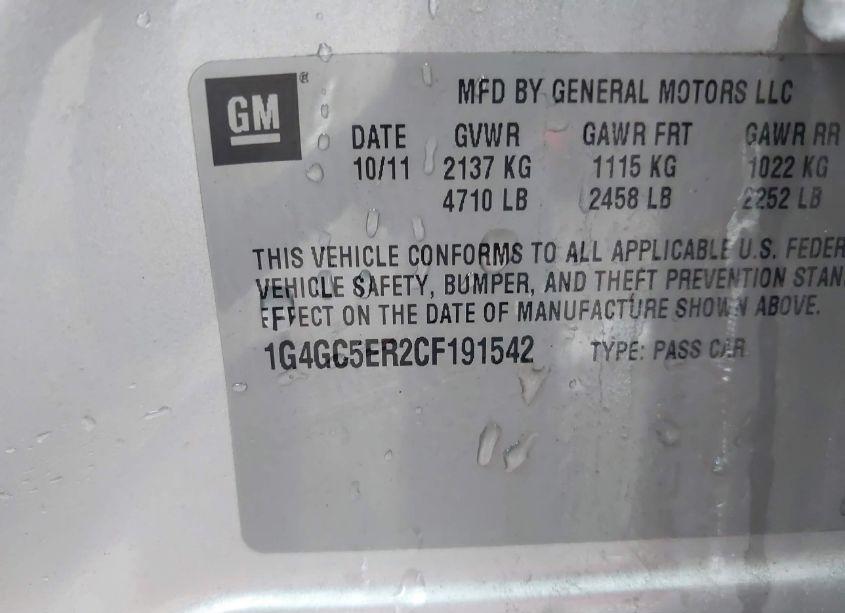 GM ®
MFD BY GENERAL MOTORS LLC
DATE GVWR GAWR FRT GAWR RR
10/11 2137 KG 1115 KG 1022 KG
4710 LB 2458 LB 2252 LB
THIS VEHICLE CONFORMS TO ALL APPLICABLE U.S. FEDER
VEHICLE SAFETY, BUMPER, AND THEFT PREVENTION STAN
EFFECT ON THE DATE OF MANUFACTURE SHOWN ABOVE.
1G4GC5ER2CF191542 TYPE: PASS CAR